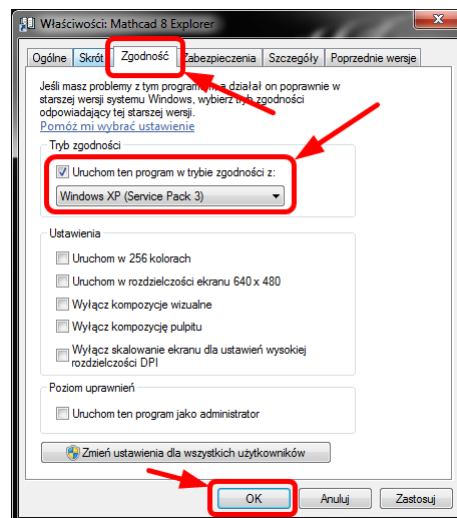 Właściwości: Mathcad 8 Explorer
Ogólne Skrót Zgodność Zabezpieczenia Szczegóły Poprzednie wersje
Jeśli masz problemy z tym programem, a działał on poprawnie w
starszej wersji systemu Windows, wybierz tryb zgodności
odpowiadający tej starszej wersji.
Pomóż mi wybrać ustawienie
Tryb zgodności
Uruchom ten program w trybie zgodności z:
Windows XP (Service Pack 3)
Ustawienia
Uruchom w 256 kolorach
Uruchom w rozdzielczości ekranu 640 x 480
Wyłącz kompozycje wizualne
Wyłącz kompozycję pulpitu
Wyłącz skalowanie ekranu dla ustawień wysokiej
rozdzielczości DPI
Poziom uprawnień
Uruchom ten program jako administrator
Zmień ustawienia dla wszystkich użytkowników
OK Anuluj Zastosuj